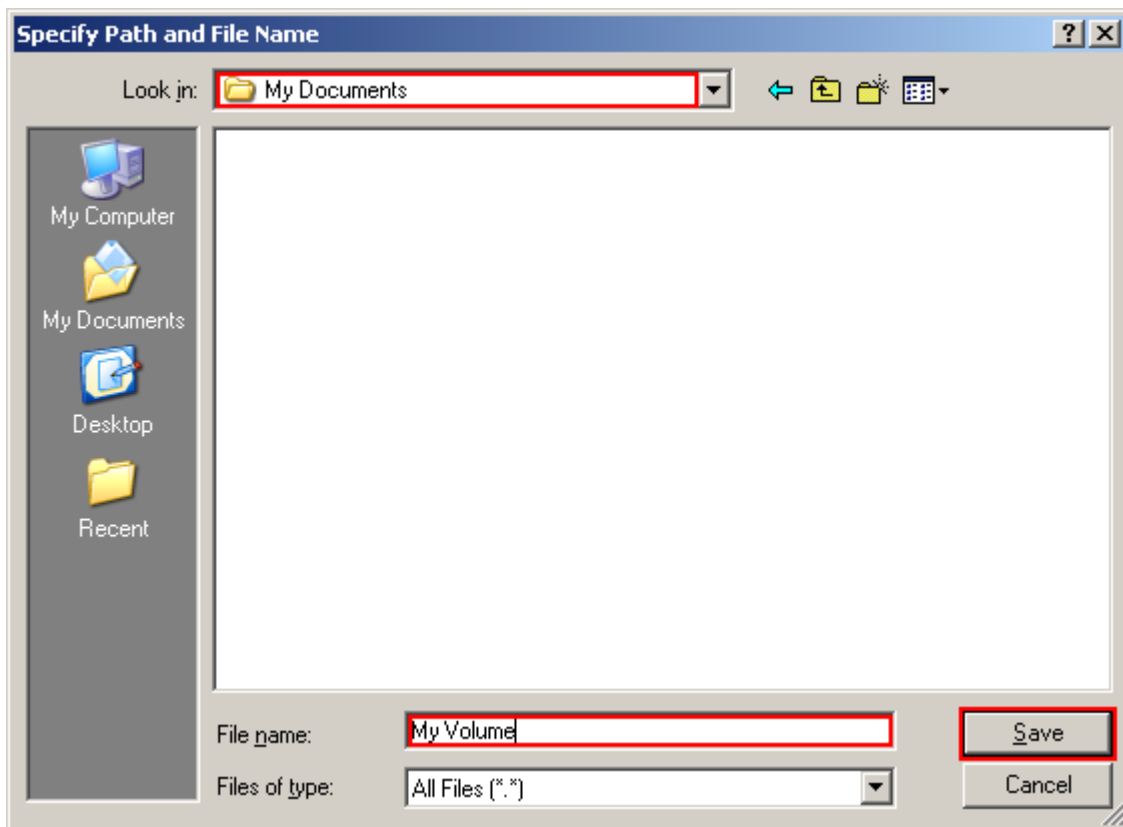 Specify Path and File Name
Look in: My Documents
My Computer
My Documents
Desktop
Recent
File name: My Volume
Save
Files of type: All Files (*.*)
Cancel